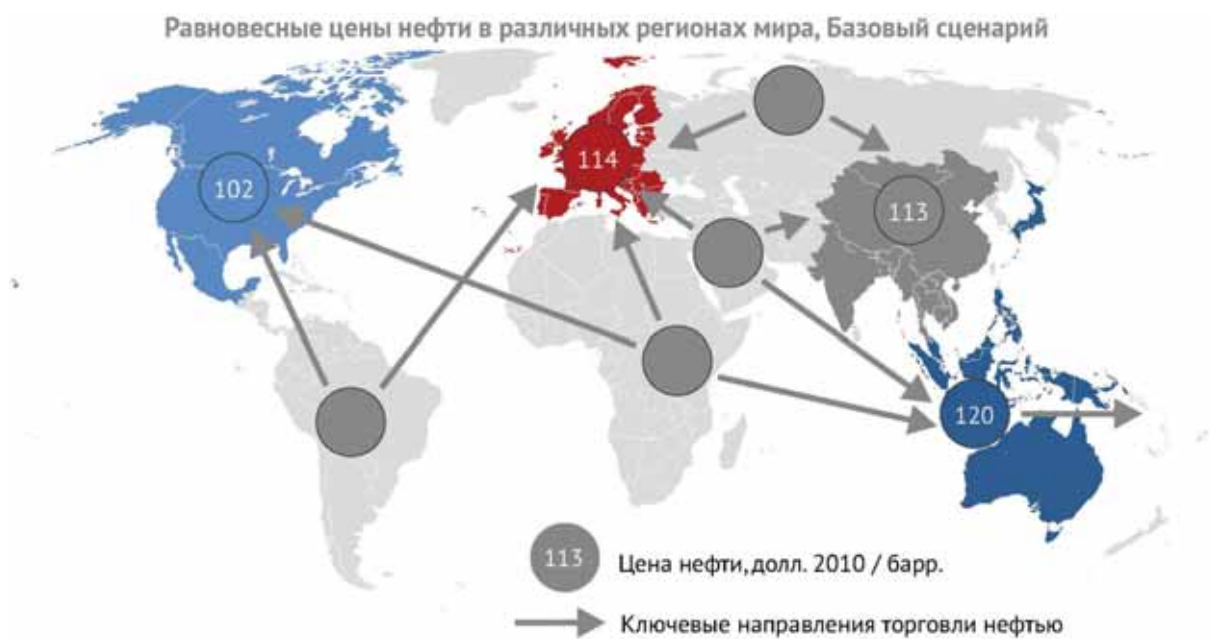 Равновесные цены нефти в различных регионах мира, Базовый сценарий
102
114
113
120
113
Цена нефти, долл. 2010 / барр.
Ключевые направления торговли нефтью